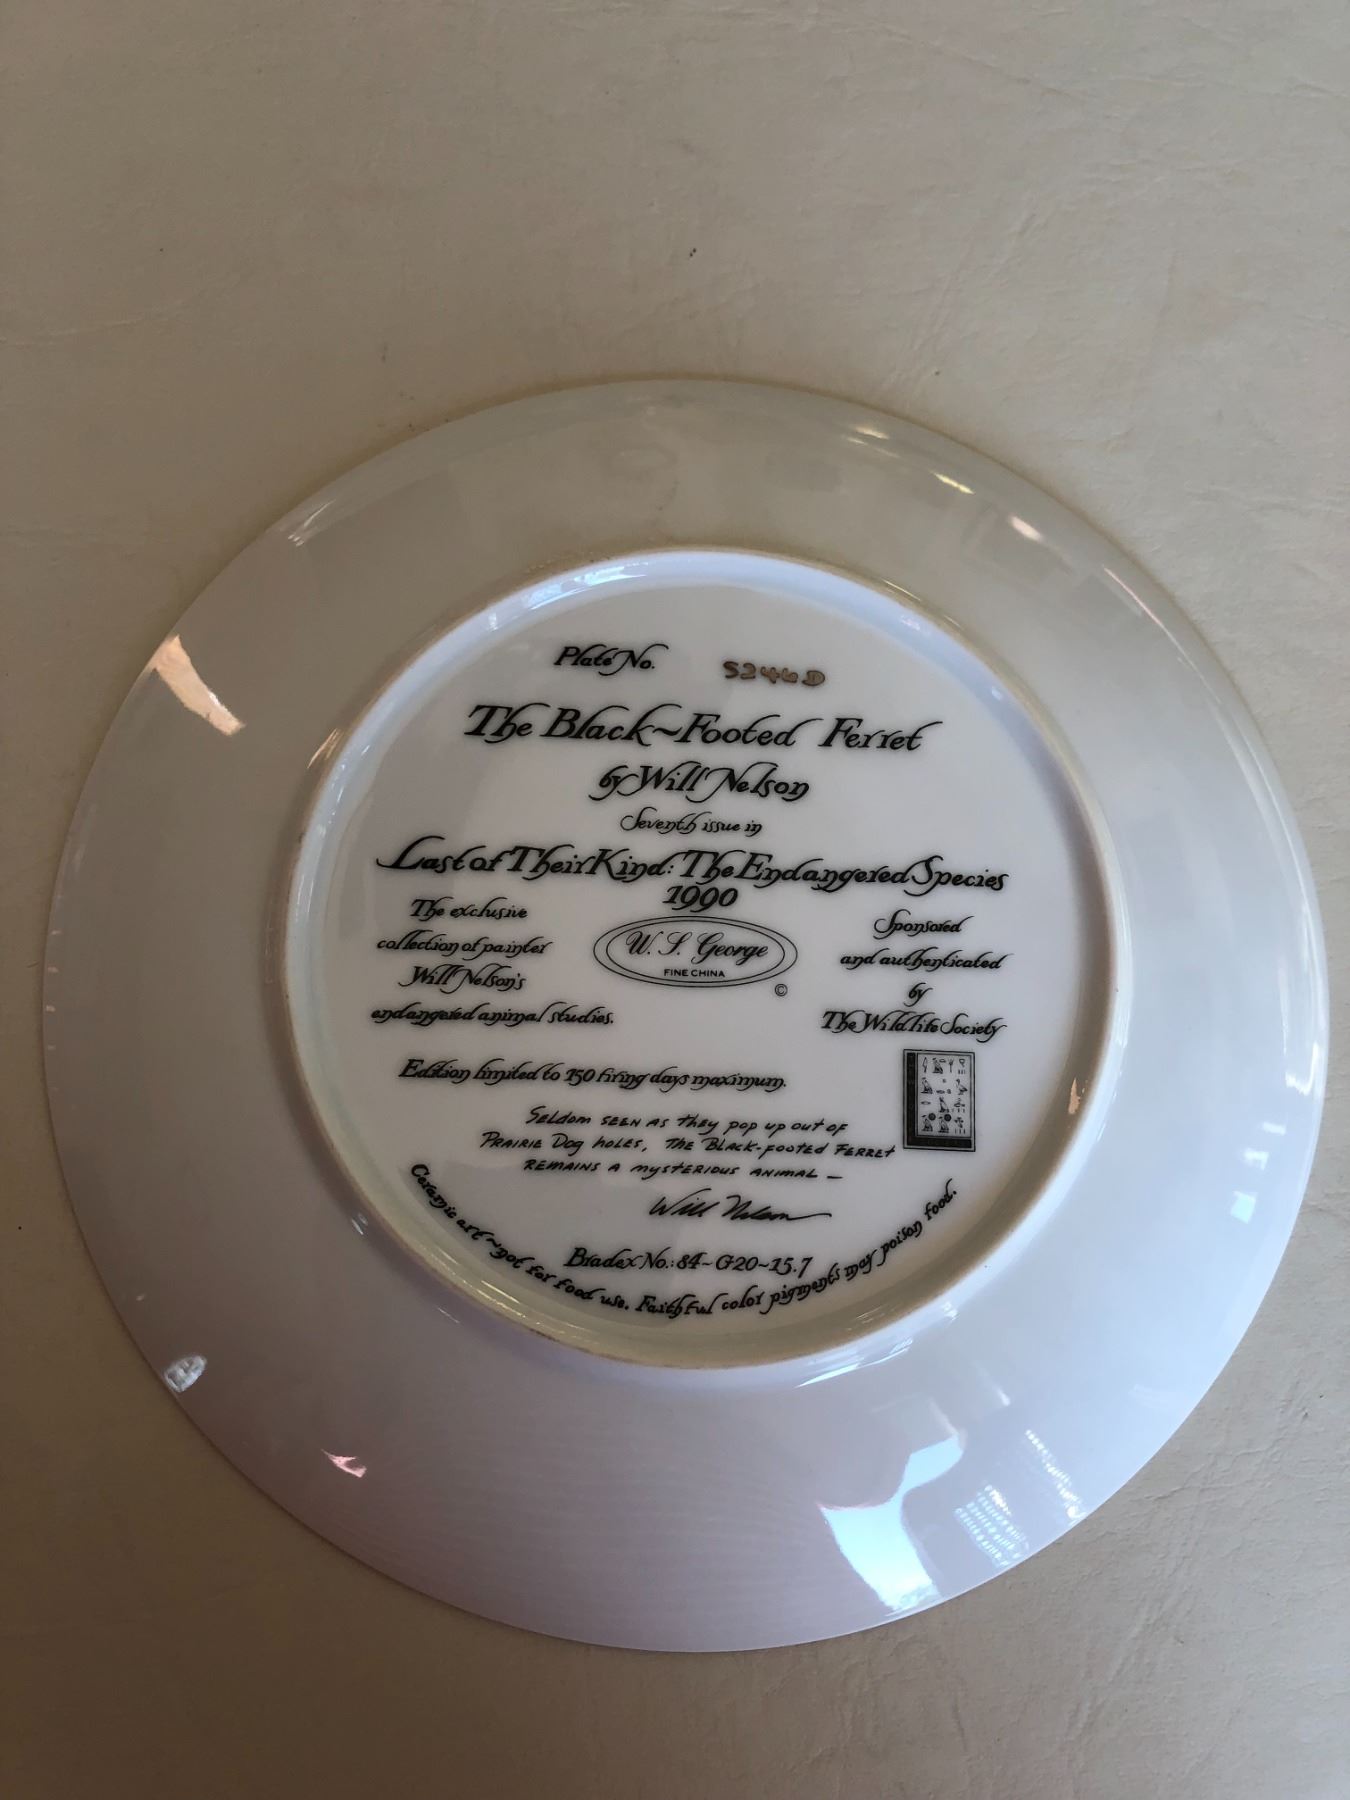 Plate No. 5246D
The Black~Footed Ferret
by Will Nelson
Seventh issue in
Last of Their Kind: The Endangered Species
1990
The exclusive
collection of painter
Will Nelson's
endangered animal studies.
W. S. George
FINE CHINA
©
Sponsored
and authenticated
by
The Wildlife Society
Edition limited to 150 firing days maximum.
SELDOM SEEN AS THEY POP UP OUT OF
PRAIRIE DOG HOLES, THE BLACK-FOOTED FERRET
REMAINS A MYSTERIOUS ANIMAL —
Will Nelson
Bradex No.: 84~G20~15.7
Ceramic art ~ not for food use. Faithful color pigments may poison food.